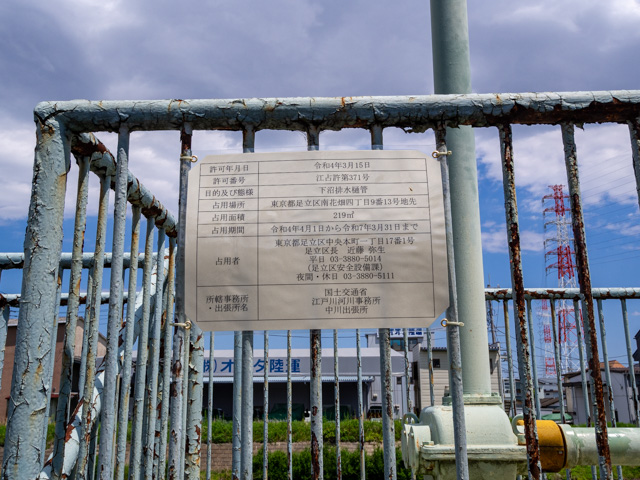 許可年月日 令和4年3月15日
許可番号 江占許第371号
目的及び態様 下沼排水樋管
占用場所 東京都足立区南花畑四丁目9番13号地先
占用面積 219㎡
占用期間 令和4年4月1日から令和7年3月31日まで
占用者 東京都足立区中央本町一丁目17番1号
足立区長 近藤 弥生
平日 03-3880-5014
(足立区安全設備課)
夜間・休日 03-3880-5111
所轄事務所・出張所名 国土交通省
江戸川河川事務所
中川出張所
オオタ陸運